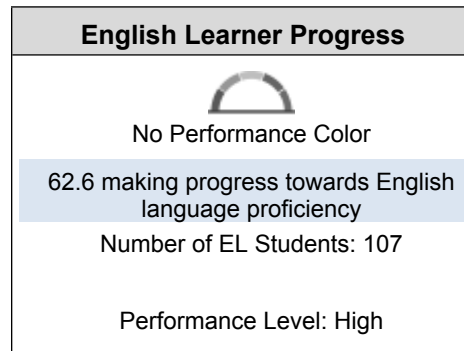 English Learner Progress
No Performance Color
62.6 making progress towards English
language proficiency
Number of EL Students: 107
Performance Level: High